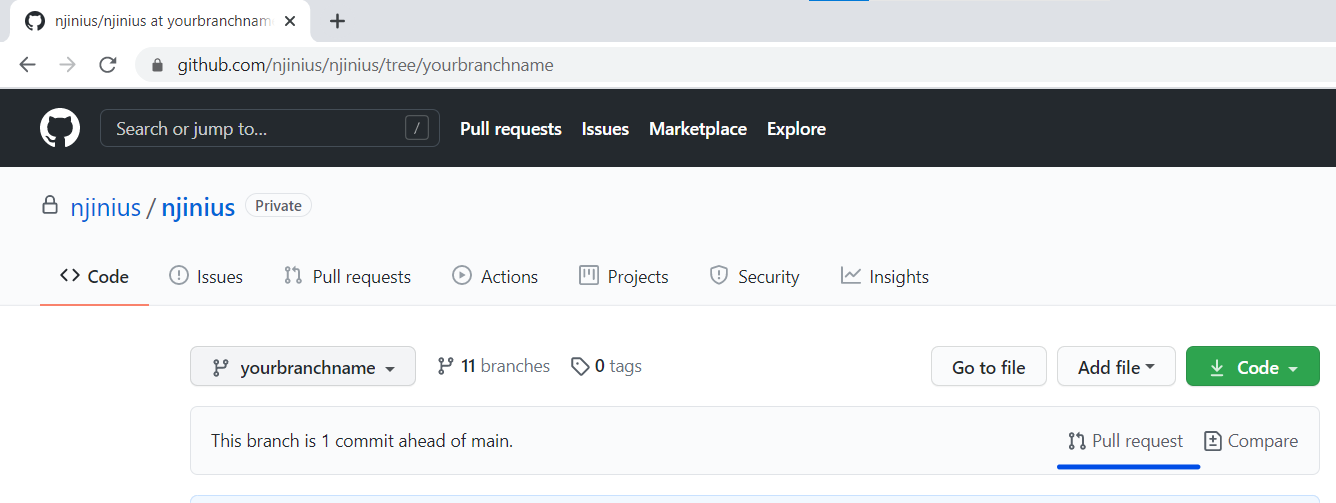 njinius/njinius at yourbranchnam
github.com/njinius/njinius/tree/yourbranchname
Search or jump to... /
Pull requests Issues Marketplace Explore
njinius / njinius Private
Code Issues Pull requests Actions Projects Security Insights
yourbranchname 11 branches 0 tags Go to file Add file Code
This branch is 1 commit ahead of main. Pull request Compare